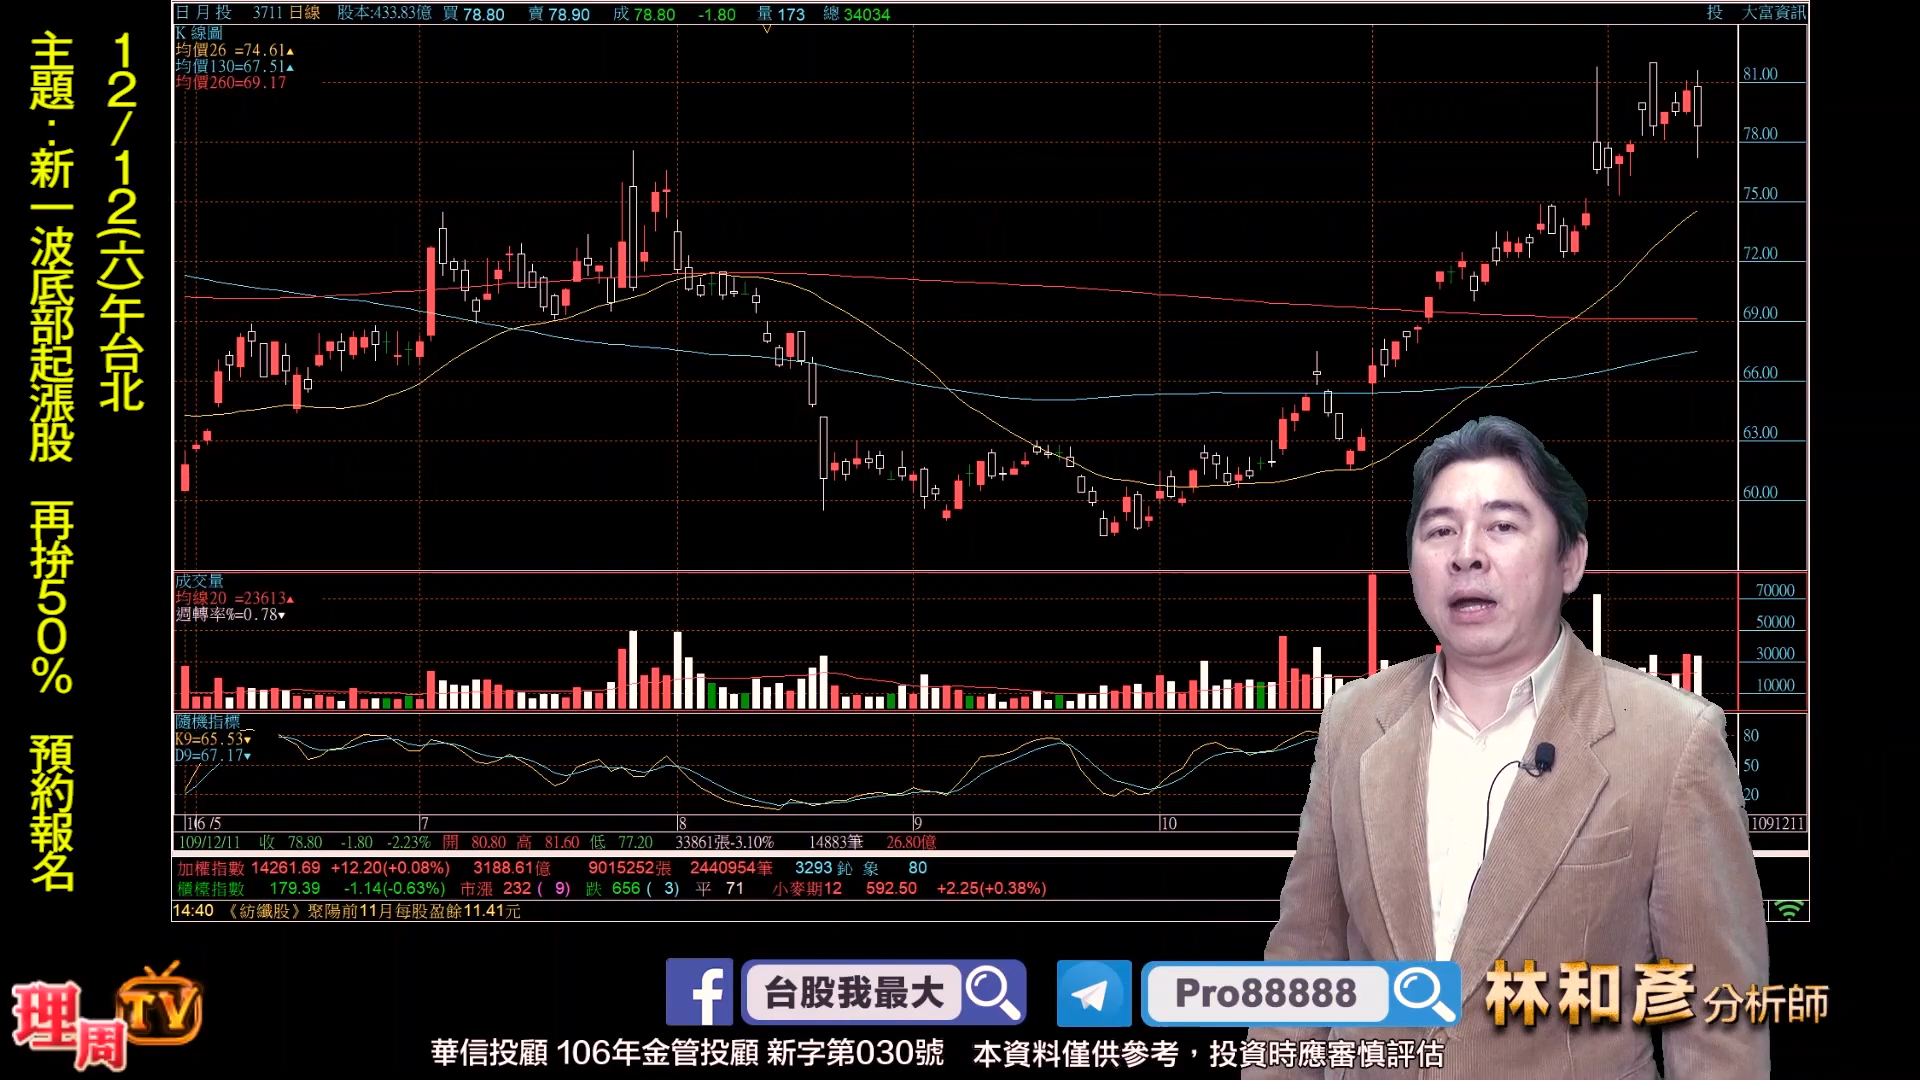 12/12(六)午台北
主題：新一波底部起漲股 再拚50% 預約報名
日月投 3711 日線 股本:433.83億 買 78.80 賣 78.90 成 78.80 -1.80 量 173 總 34034 投 大富資訊
K 線圖
均價26 =74.61▲
均價130=67.51▲
均價260=69.17
81.00
78.00
75.00
72.00
69.00
66.00
63.00
60.00
成交量
均線20 =23613▲
週轉率%=0.78▼
70000
50000
30000
10000
隨機指標
K9=65.53▼
D9=67.17▼
80
50
20
7 8 9 10 1091211
109/12/11 收 78.80 -1.80 -2.23% 開 80.80 高 81.60 低 77.20 33861張-3.10% 14883筆 26.80億
加權指數 14261.69 +12.20(+0.08%) 3188.61億 9015252張 2440954筆 3293 鈊 象 80
櫃檯指數 179.39 -1.14(-0.63%) 市漲 232 ( 9) 跌 656 ( 3) 平 71 小麥期12 592.50 +2.25(+0.38%)
14:40 《紡纖股》聚陽前11月每股盈餘11.41元
理周TV
f 台股我最大
Pro88888
林和彥 分析師
華信投顧 106年金管投顧 新字第030號 本資料僅供參考，投資時應審慎評估